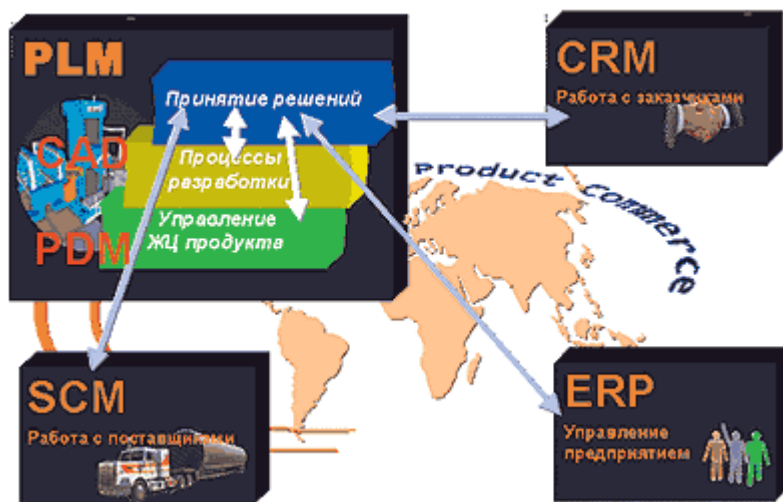 PLM
Принятие решений
CAD
Процессы
разработки
PDM
Управление
ЖЦ продукта
CRM
Работа с заказчиками
Product Commerce
SCM
Работа с поставщиками
ERP
Управление
предприятием